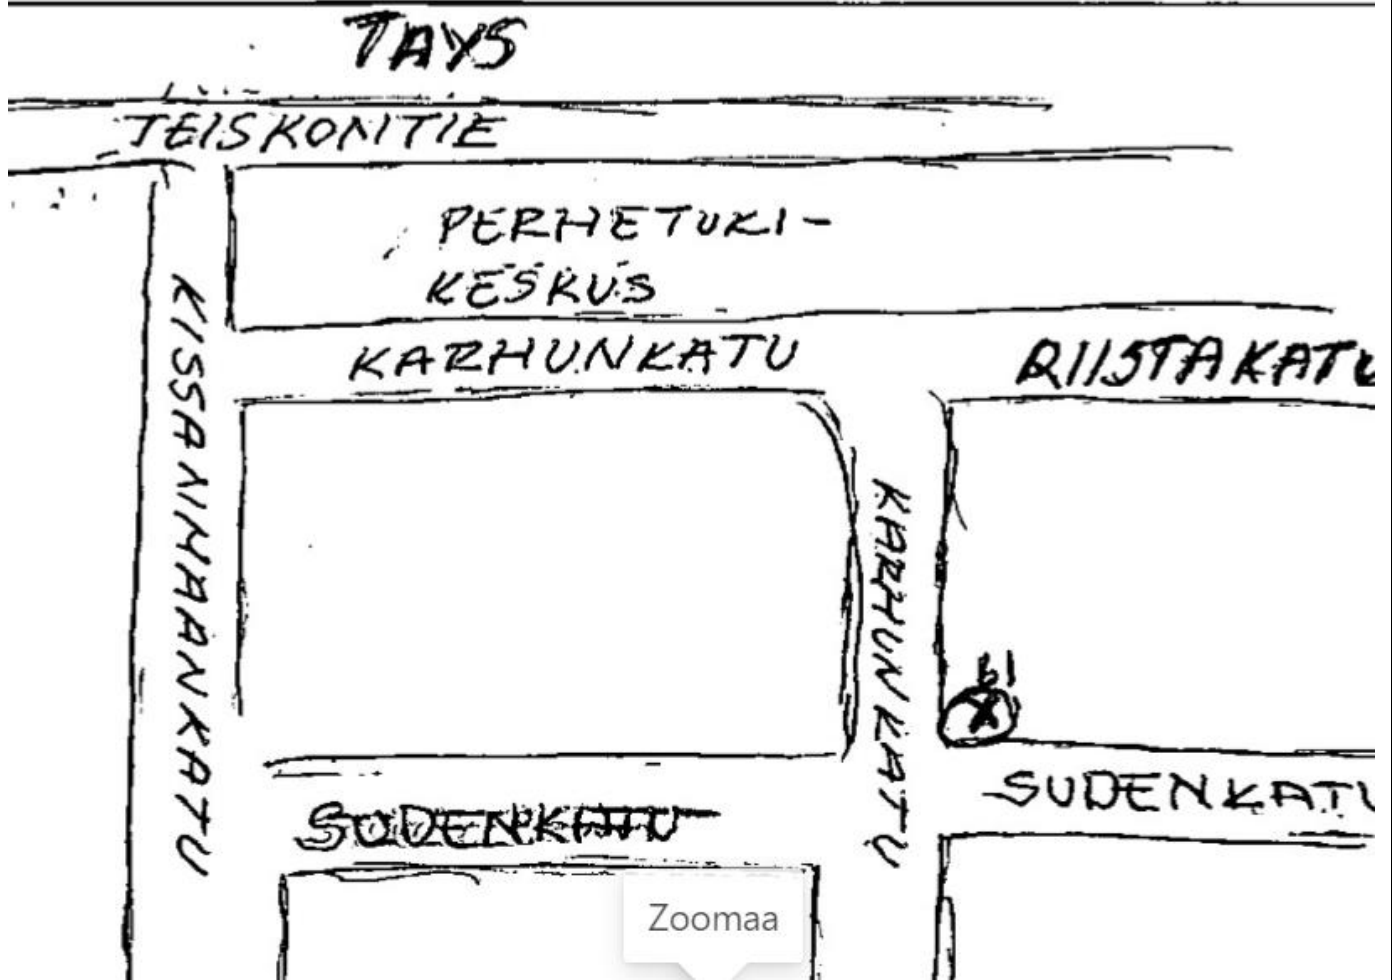 TAYS
TEISKONTIE
PERHETUKI-
KESKUS
KARHUNKATU
RIISTAKATU
KISSANMAANKATU
KARHUNKATU
61
X
SUDENKATU
SUDENKATU
Zoomaa